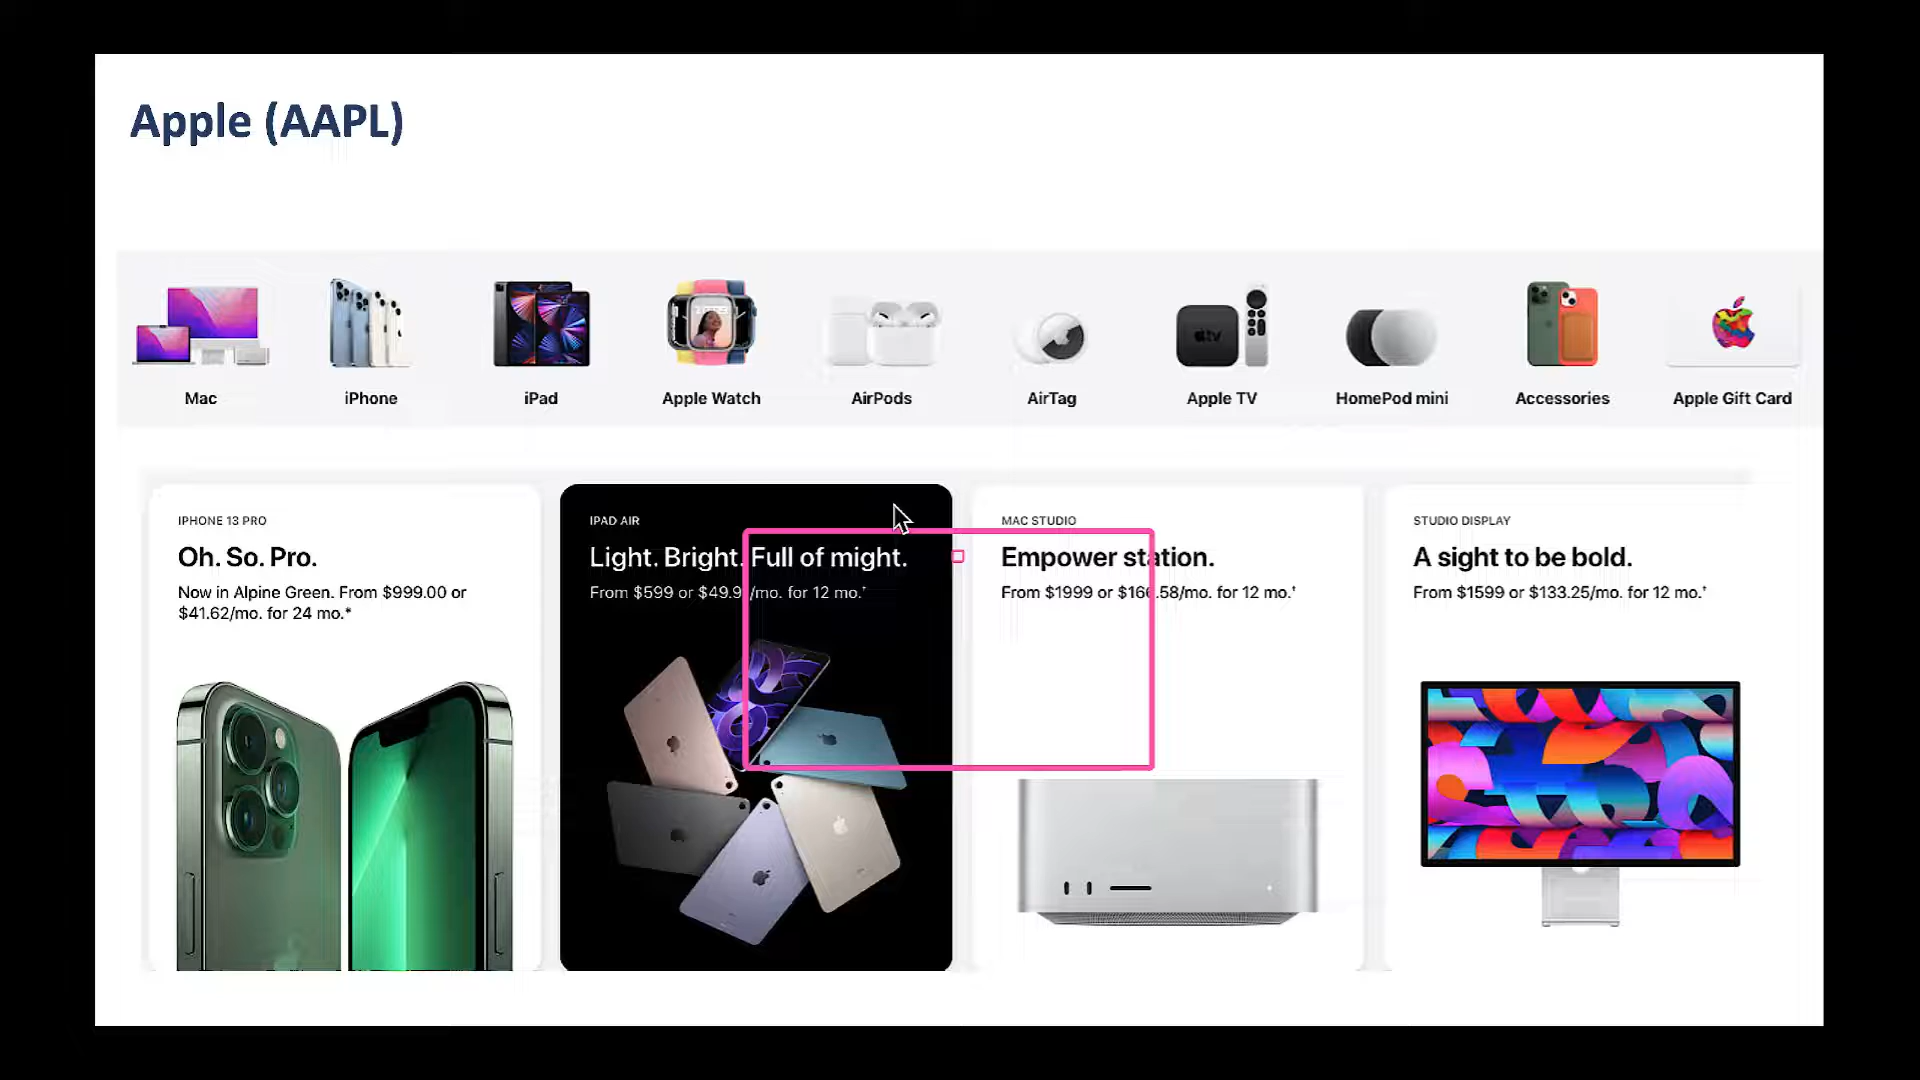 Apple (AAPL)
Mac
iPhone
iPad
Apple Watch
AirPods
AirTag
Apple TV
HomePod mini
Accessories
Apple Gift Card
IPHONE 13 PRO
Oh. So. Pro.
Now in Alpine Green. From $999.00 or
$41.62/mo. for 24 mo.*
IPAD AIR
Light. Bright. Full of might.
From $599 or $49.91/mo. for 12 mo.†
MAC STUDIO
Empower station.
From $1999 or $166.58/mo. for 12 mo.†
STUDIO DISPLAY
A sight to be bold.
From $1599 or $133.25/mo. for 12 mo.†